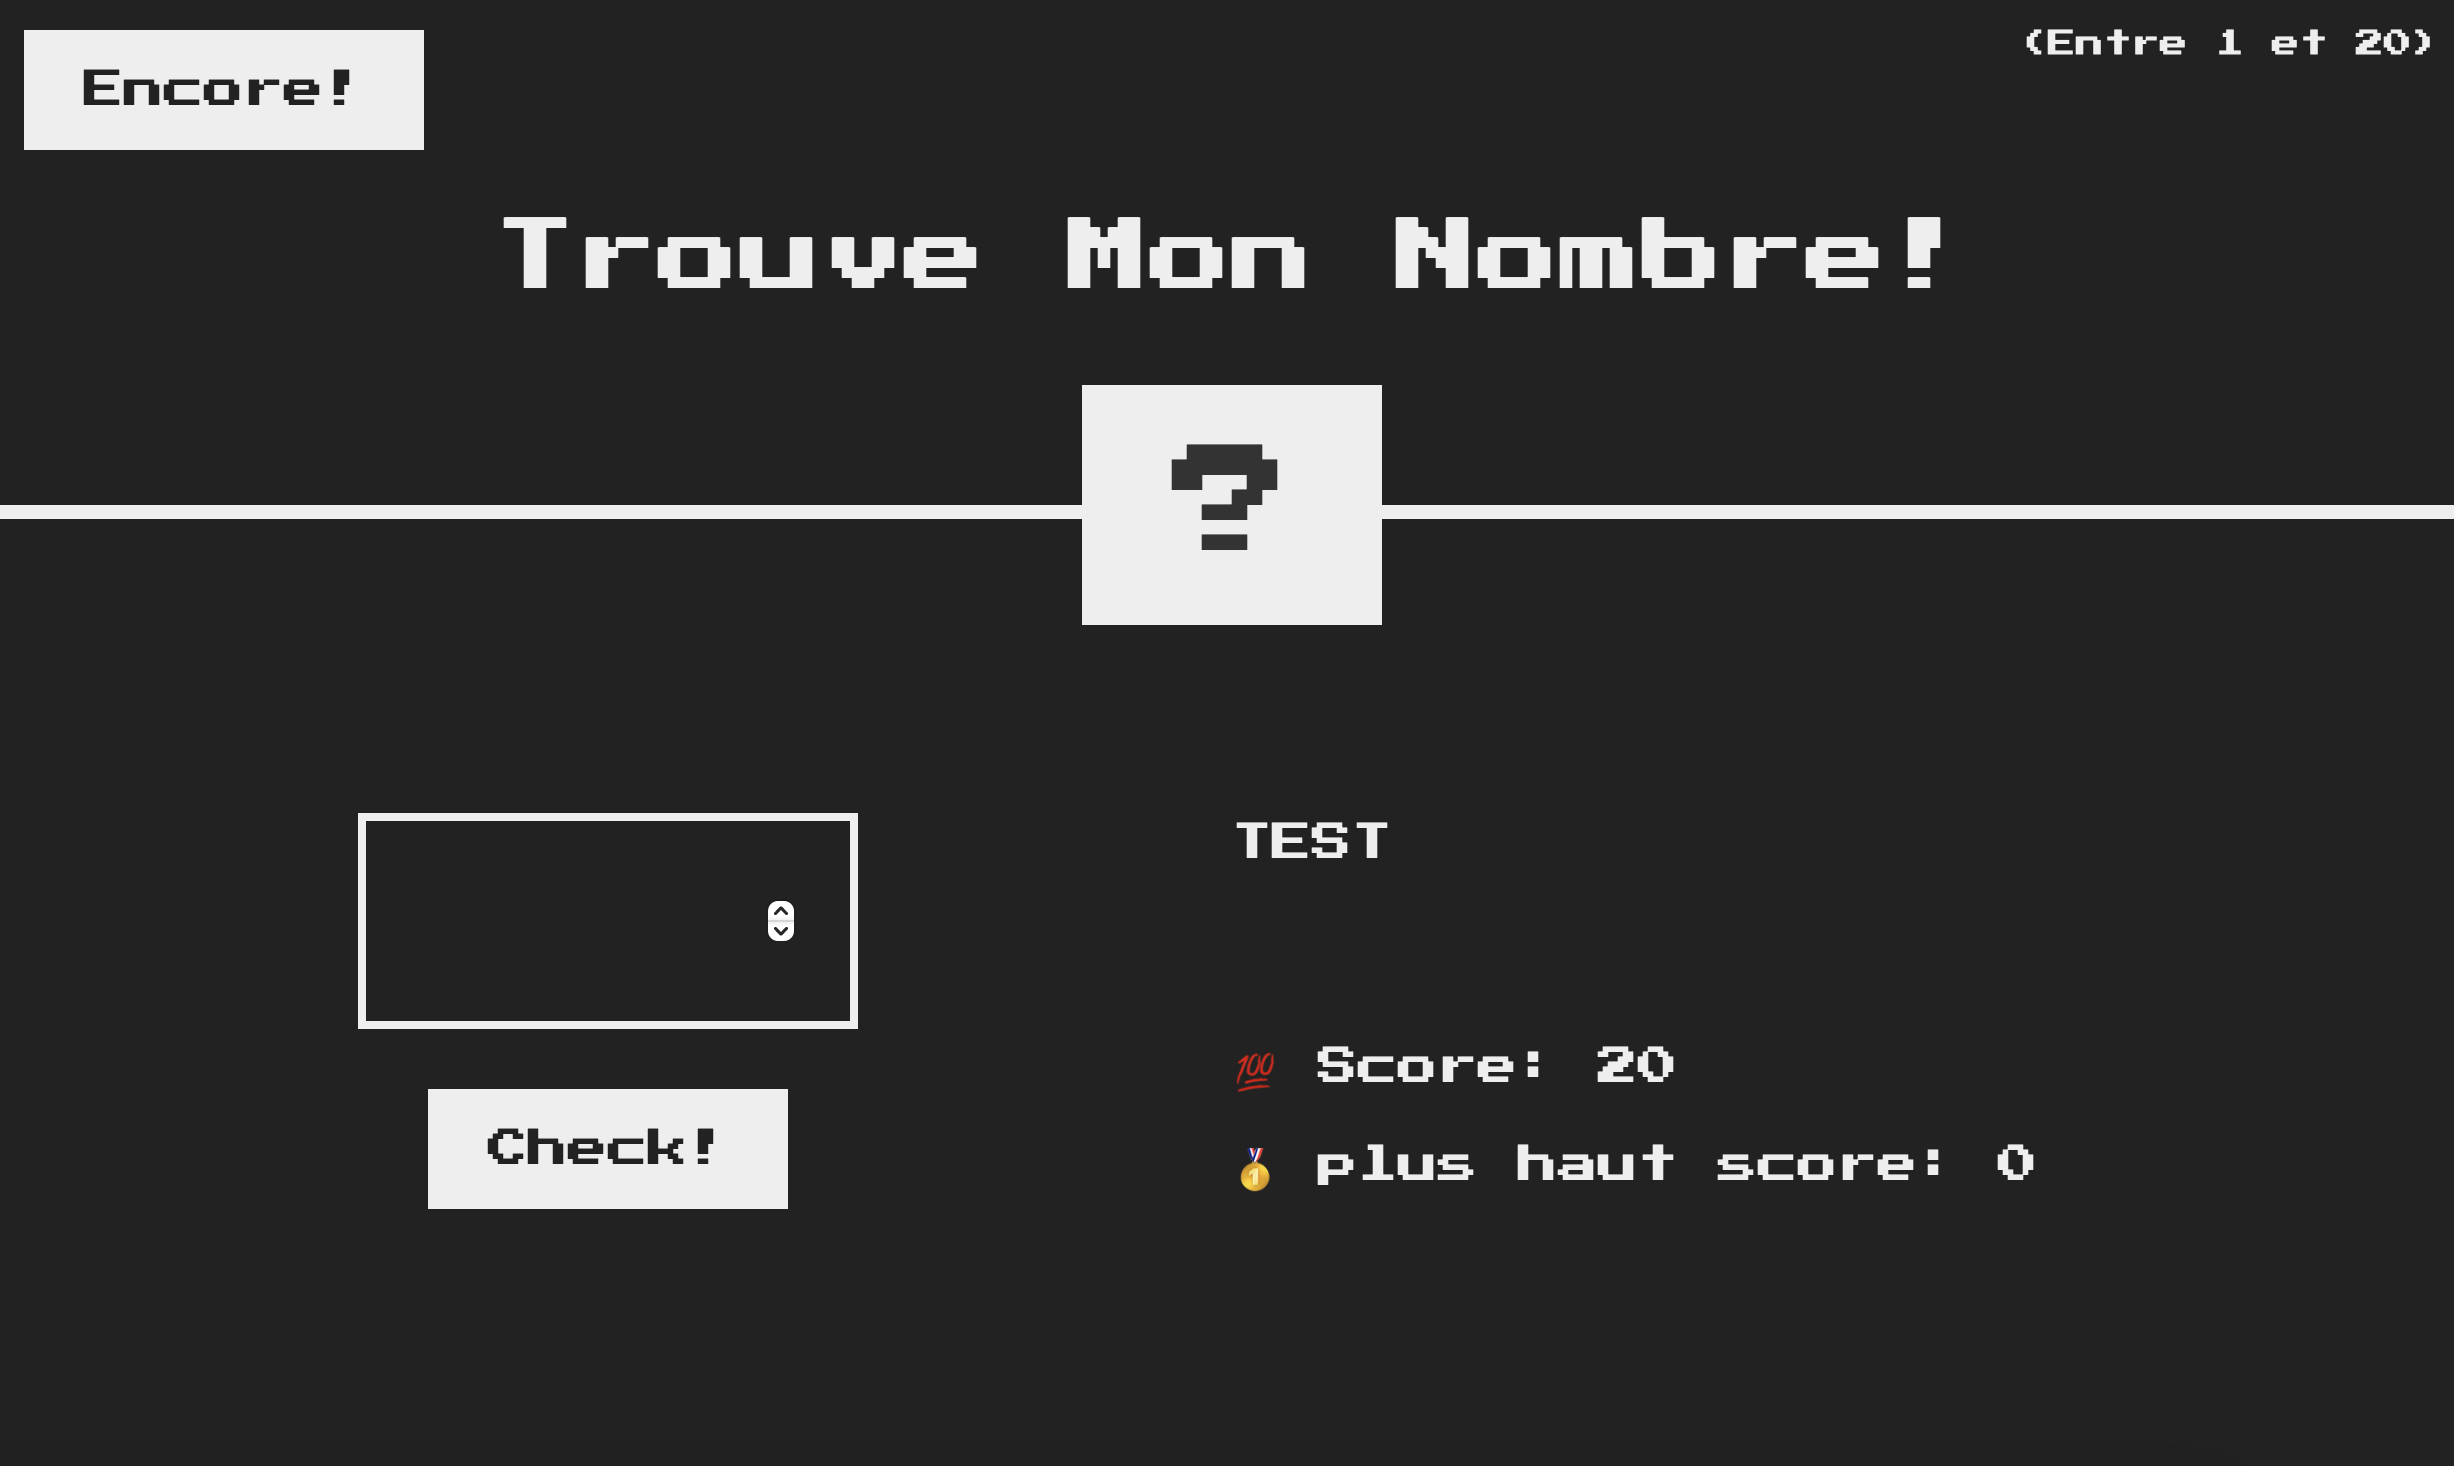 Encore!
(Entre 1 et 20)
Trouve Mon Nombre!
?
TEST
💯 Score: 20
Check!
🥇 plus haut score: 0